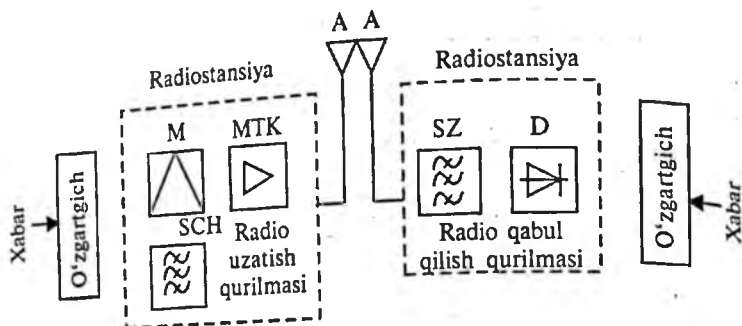 A A
Radiostansiya
Radiostansiya
M MTK
SZ D
SCH
Radio
uzatish
qurilmasi
Radio qabul
qilish qurilmasi
Xabar
O‘zgartgich
O‘zgartgich
Xabar